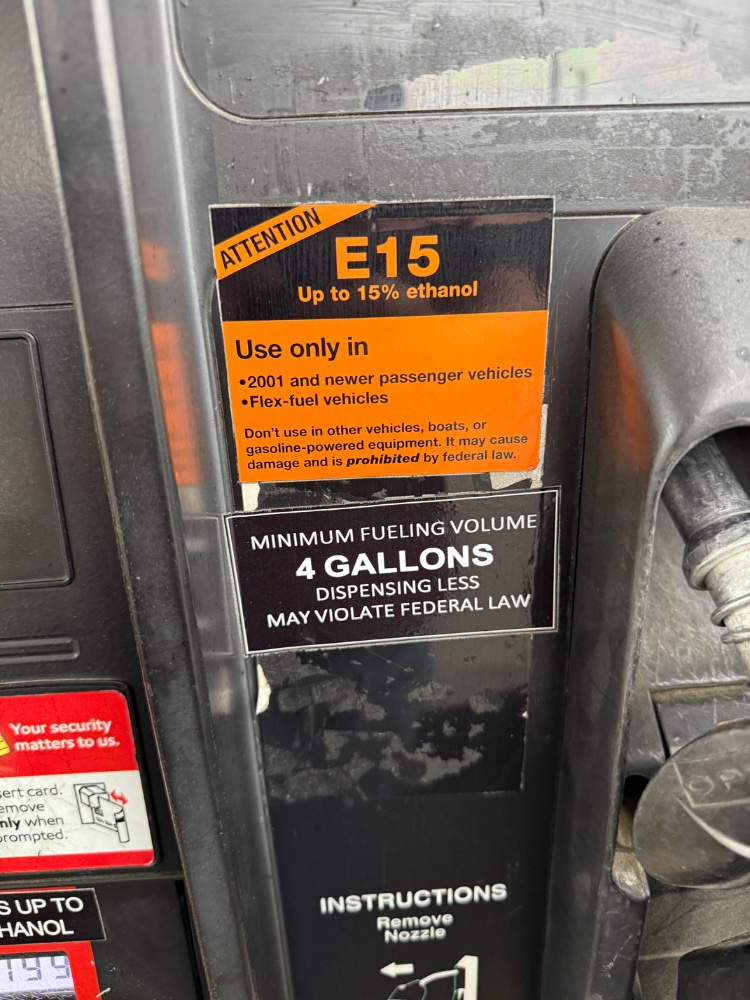 ATTENTION
E15
Up to 15% ethanol
Use only in
•2001 and newer passenger vehicles
•Flex-fuel vehicles
Don't use in other vehicles, boats, or
gasoline-powered equipment. It may cause
damage and is prohibited by federal law.
MINIMUM FUELING VOLUME
4 GALLONS
DISPENSING LESS
MAY VIOLATE FEDERAL LAW
Your security
matters to us.
card.
when
UP TO
INSTRUCTIONS
Remove
Nozzle